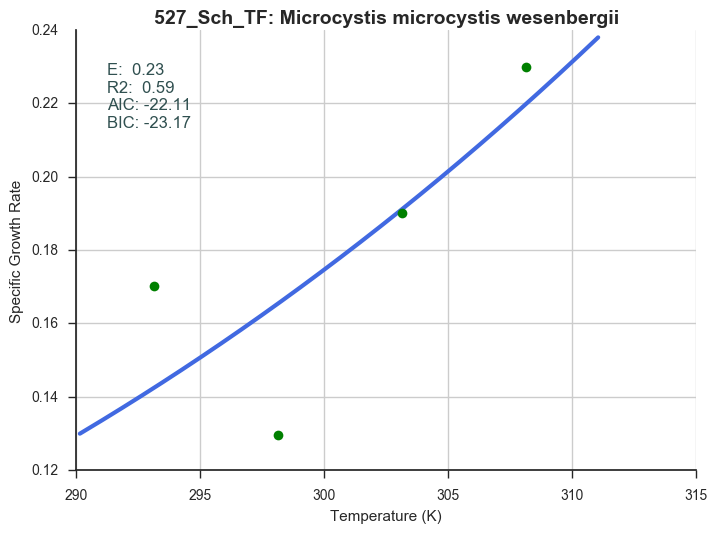 527_Sch_TF: Microcystis microcystis wesenbergii
E:  0.23
R2:  0.59
AIC: -22.11
BIC: -23.17
Specific Growth Rate
0.24
0.22
0.20
0.18
0.16
0.14
0.12
290 295 300 305 310 315
Temperature (K)